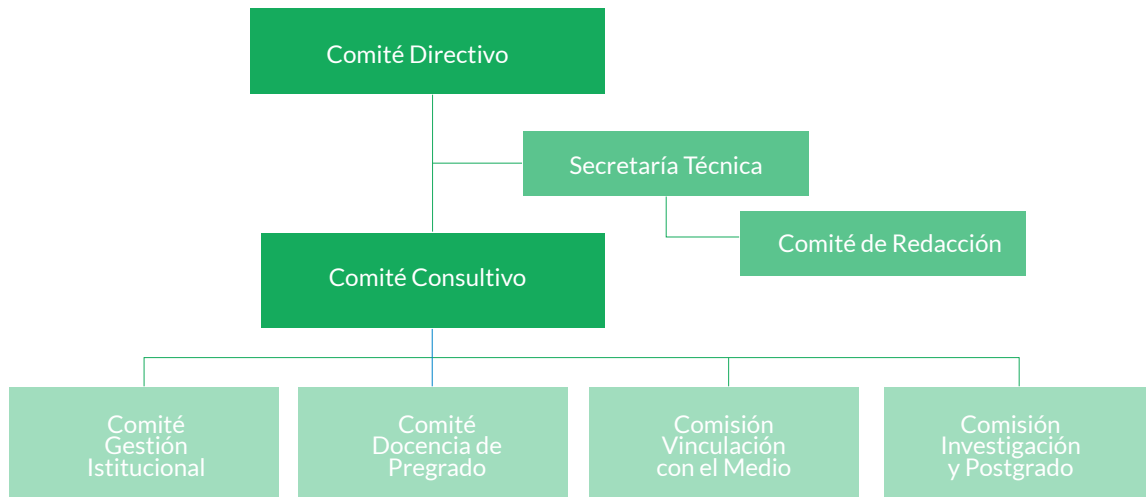 Comité Directivo
Secretaría Técnica
Comité de Redacción
Comité Consultivo
Comité
Gestión
Istitucional
Comité
Docencia de
Pregrado
Comisión
Vinculación
con el Medio
Comisión
Investigación
y Postgrado